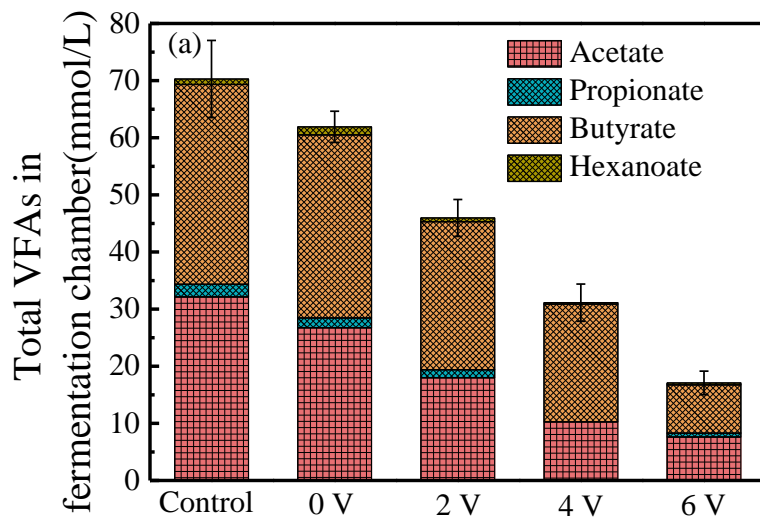 (a)
Acetate
Propionate
Butyrate
Hexanoate
Total VFAs in
fermentation chamber(mmol/L)
80
70
60
50
40
30
20
10
0
Control 0 V 2 V 4 V 6 V